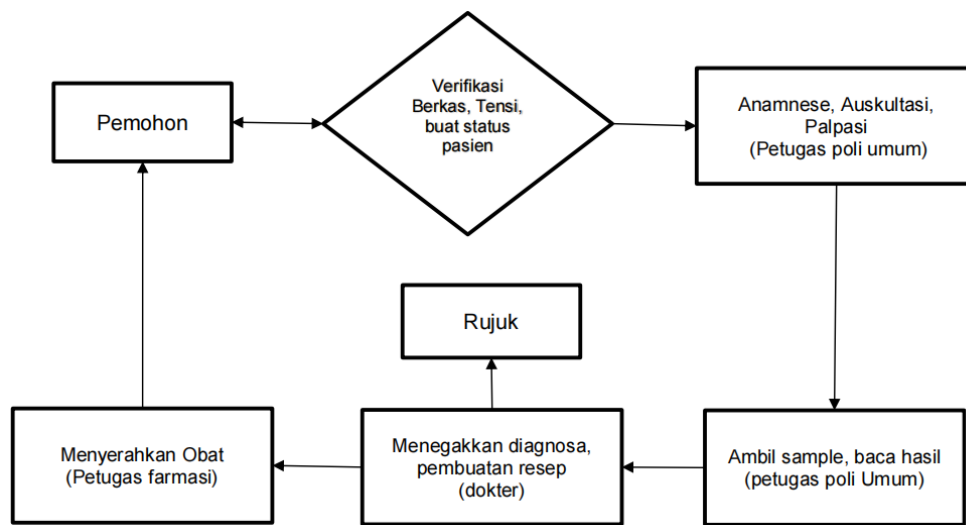 Pemohon
Verifikasi
Berkas, Tensi,
buat status
pasien
Anamnese, Auskultasi,
Palpasi
(Petugas poli umum)
Rujuk
Menyerahkan Obat
(Petugas farmasi)
Menegakkan diagnosa,
pembuatan resep
(dokter)
Ambil sample, baca hasil
(petugas poli Umum)